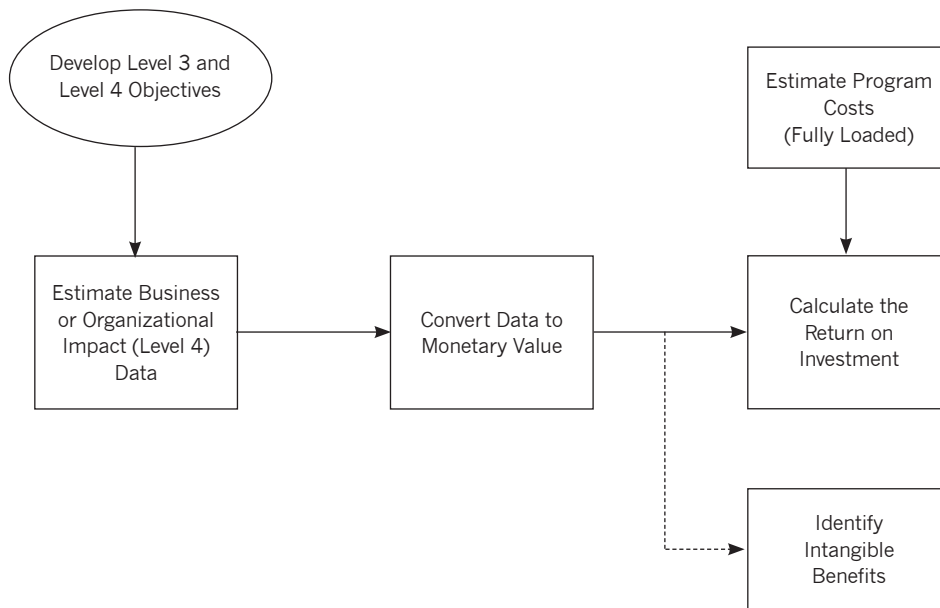 Develop Level 3 and
Level 4 Objectives
Estimate Program
Costs
(Fully Loaded)
Estimate Business
or Organizational
Impact (Level 4)
Data
Convert Data to
Monetary Value
Calculate the
Return on
Investment
Identify
Intangible
Benefits